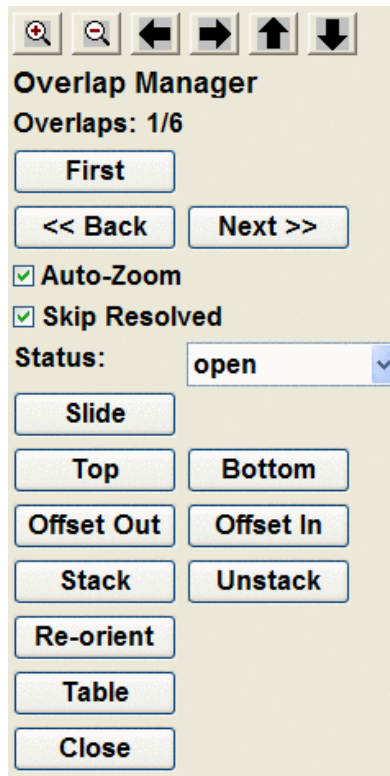 Overlap Manager
Overlaps: 1/6
First
<< Back Next >>
Auto-Zoom
Skip Resolved
Status: open
Slide
Top Bottom
Offset Out Offset In
Stack Unstack
Re-orient
Table
Close